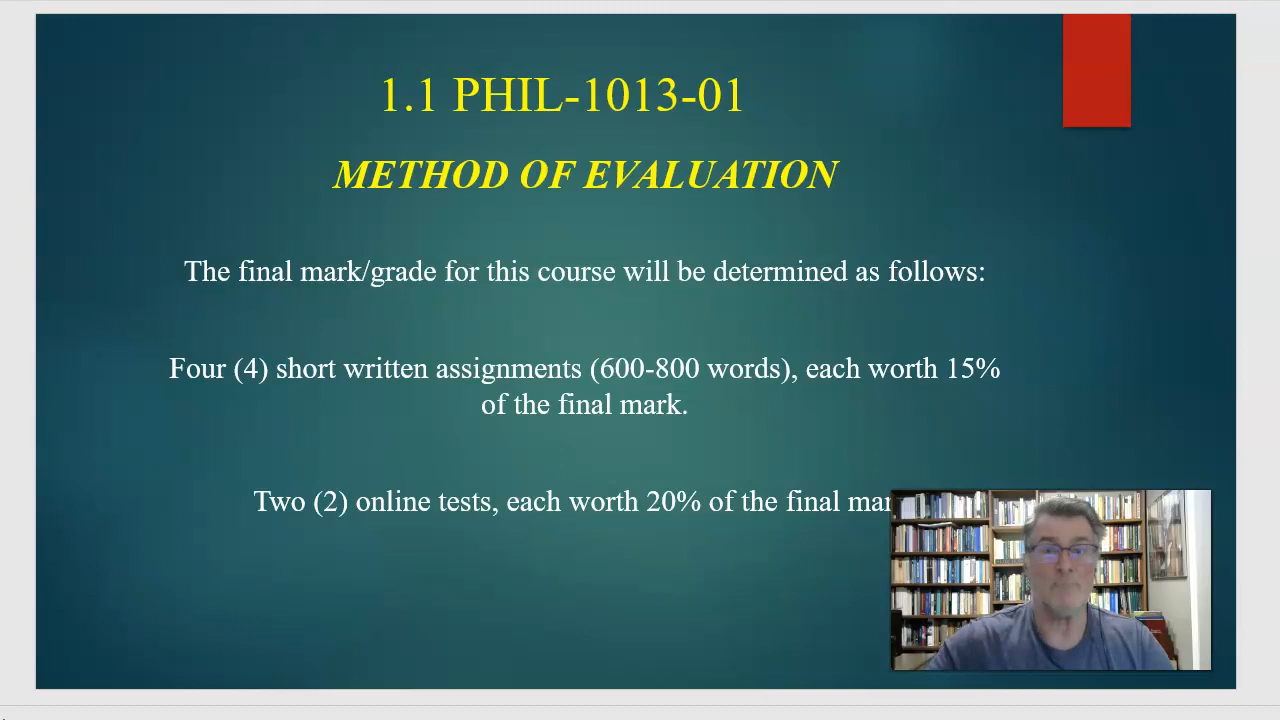 1.1 PHIL-1013-01
METHOD OF EVALUATION
The final mark/grade for this course will be determined as follows:
Four (4) short written assignments (600-800 words), each worth 15%
of the final mark.
Two (2) online tests, each worth 20% of the final